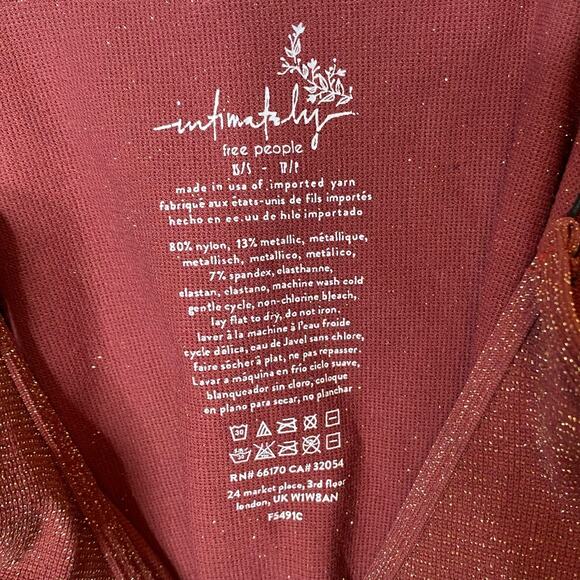 intimately
free people
XS/S - TP/P
made in usa of imported yarn
fabriqué aux états-unis de fils importés
hecho en ee.uu de hilo importado
80% nylon, 13% metallic, métallique,
metallisch, metallico, metálico,
7% spandex, elasthanne,
elastan, elastano, machine wash cold
gentle cycle, non-chlorine bleach,
lay flat to dry, do not iron.
laver à la machine à l'eau froide
cycle délica, eau de Javel sans chlore,
faire sécher à plat, ne pas repasser
Lavar a máquina en frío ciclo suave,
blanqueador sin cloro, coloque
en plano para secar, no planchar
30
RN# 66170 CA# 32054
24 market place, 3rd floor
london, UK W1W8AN
F5491C